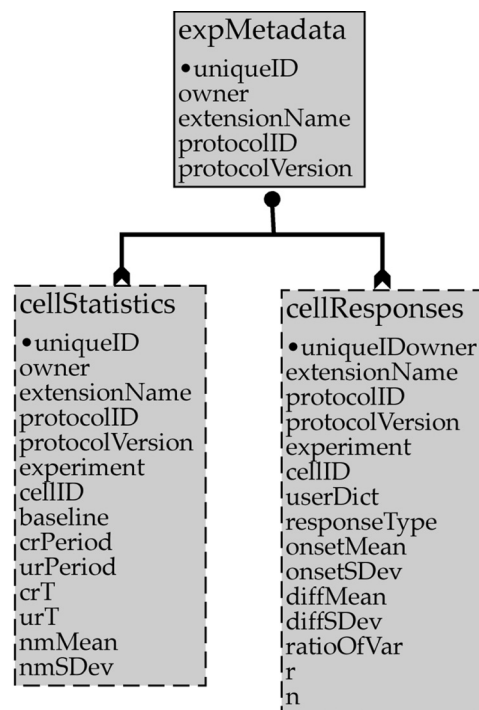 expMetadata
•uniqueID
owner
extensionName
protocolID
protocolVersion
cellStatistics
•uniqueID
owner
extensionName
protocolID
protocolVersion
experiment
cellID
baseline
crPeriod
urPeriod
crT
urT
nmMean
nmSDev
cellResponses
•uniqueIDowner
extensionName
protocolID
protocolVersion
experiment
cellID
userDict
responseType
onsetMean
onsetSDev
diffMean
diffSDev
ratioOfVar
r
n